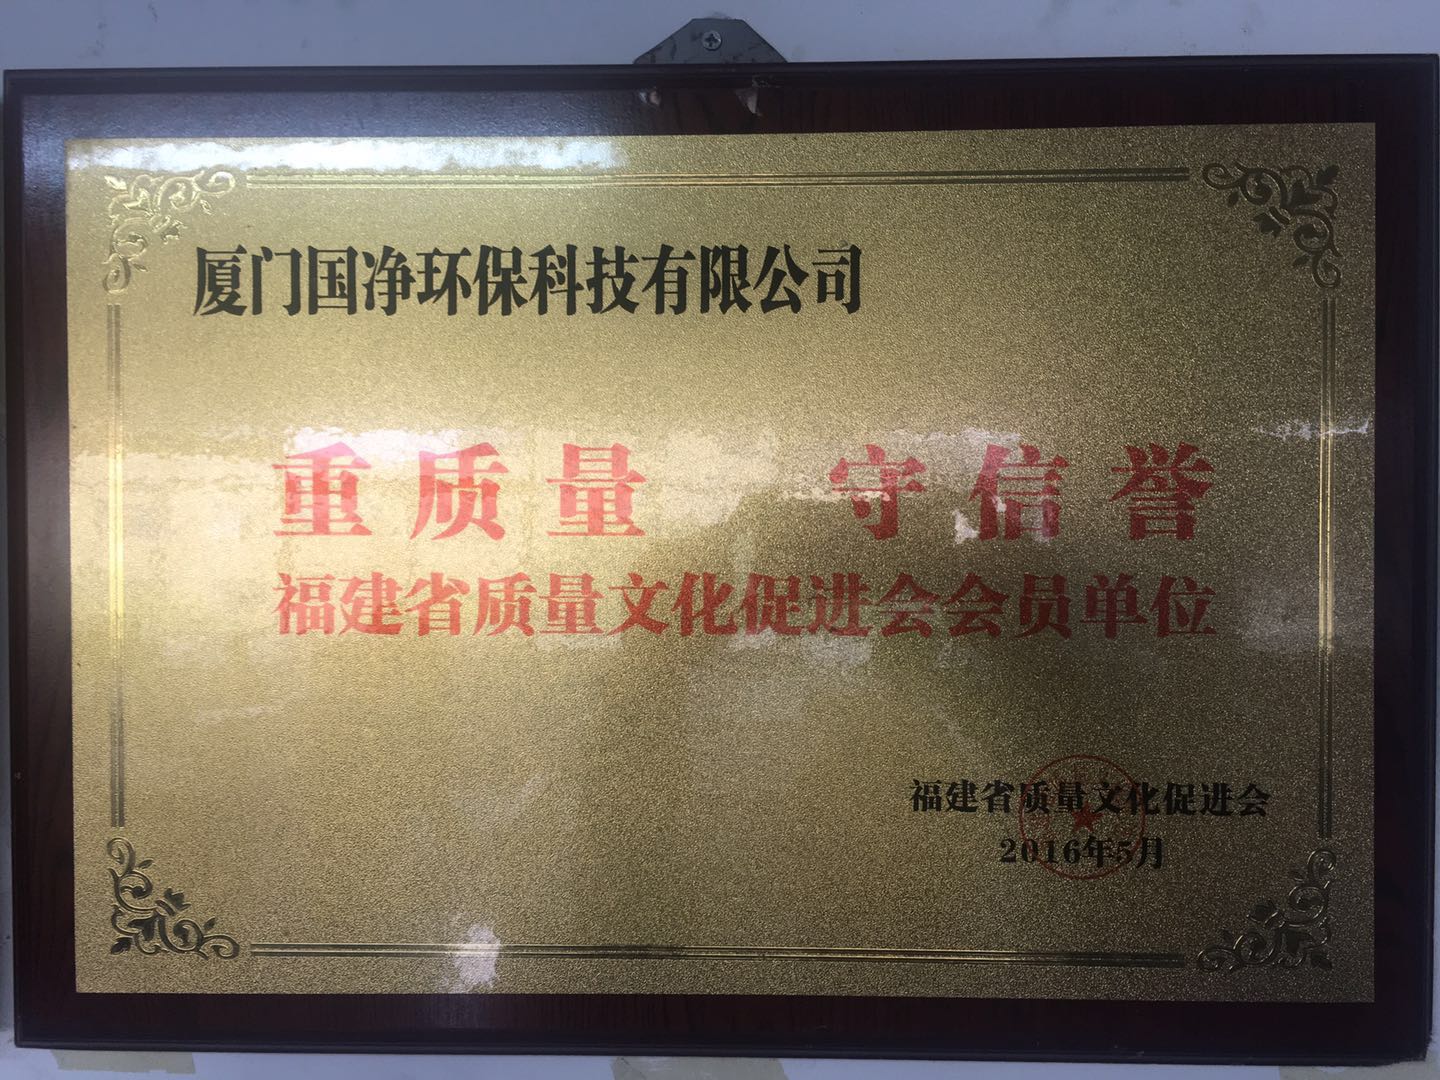 厦门国净环保科技有限公司
重质量 守信誉
福建省质量文化促进会会员单位
福建省质量文化促进会
2016年5月